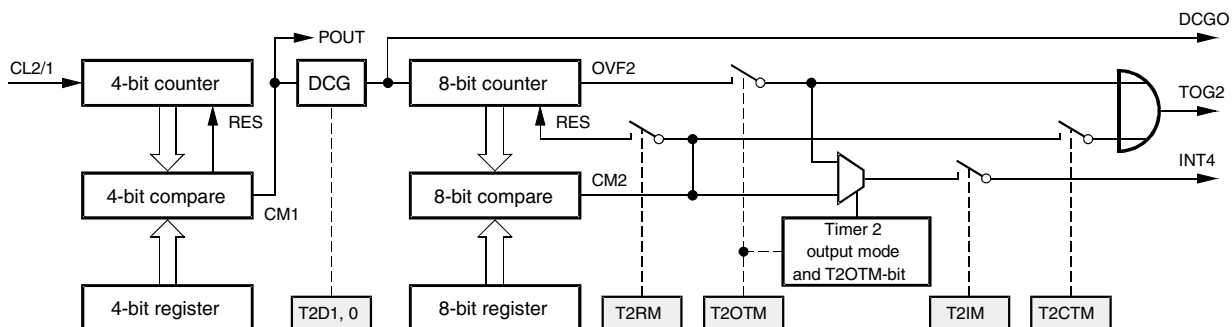 DCGO
POUT
CL2/1
4-bit counter
DCG
8-bit counter
OVF2
TOG2
RES
RES
INT4
4-bit compare
CM1
8-bit compare
CM2
Timer 2
output mode
and T2OTM-bit
4-bit register
T2D1, 0
8-bit register
T2RM
T2OTM
T2IM
T2CTM